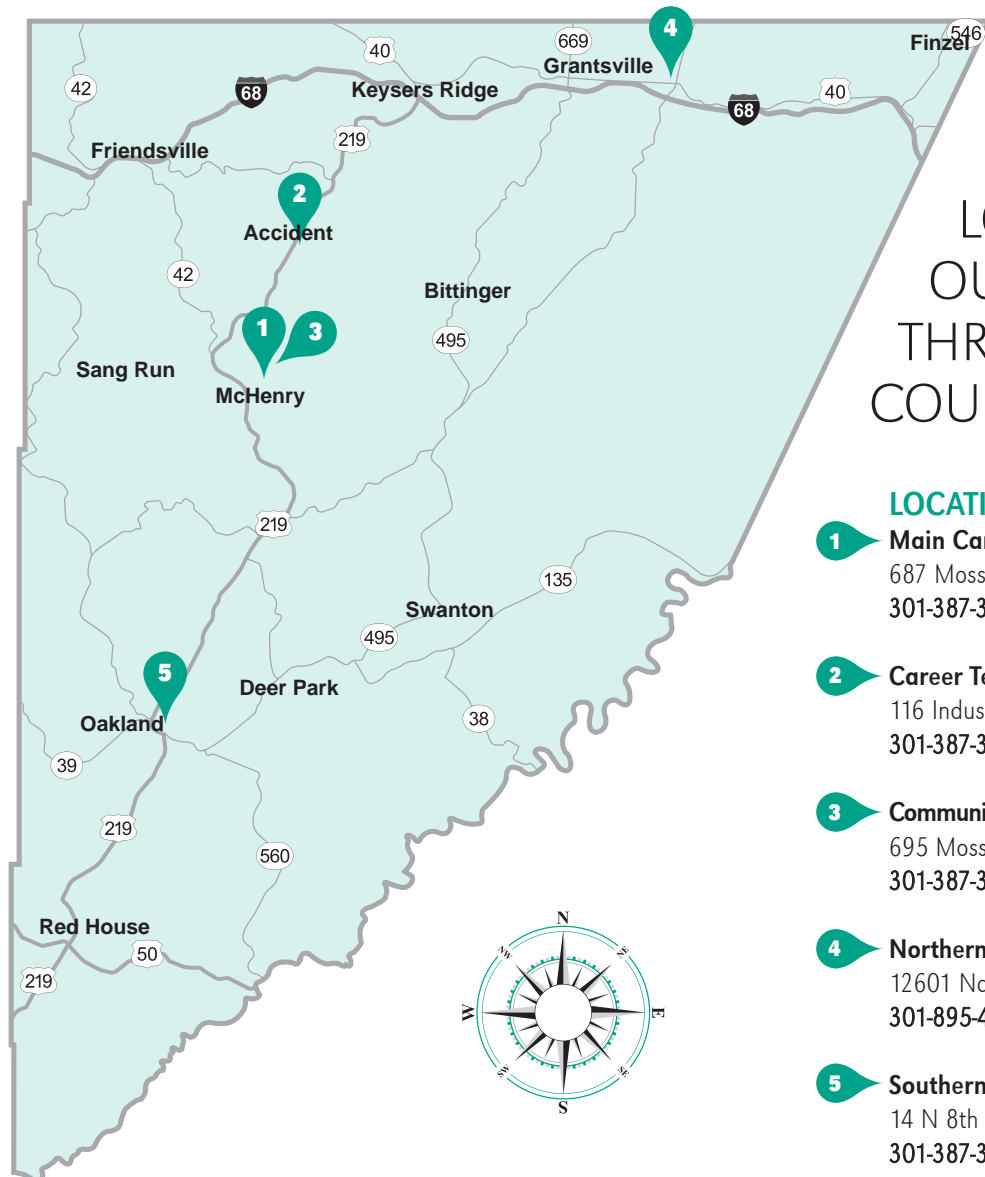 4
546
Finzel
669
40
Grantsville
42
68
Keysers Ridge
40
68
219
Friendsville
2
Accident
42
Bittinger
1
3
495
Sang Run
McHenry
219
135
Swanton
495
5
Deer Park
38
Oakland
39
219
560
Red House
50
219
N
NW
NE
W
E
SW
SE
S
LO
OU
THR
COU
LOCATI
1
Main Ca
687 Moss
301-387-3
2
Career Te
116 Indus
301-387-3
3
Communi
695 Moss
301-387-3
4
Northern
12601 No
301-895-4
5
Southern
14 N 8th
301-387-3